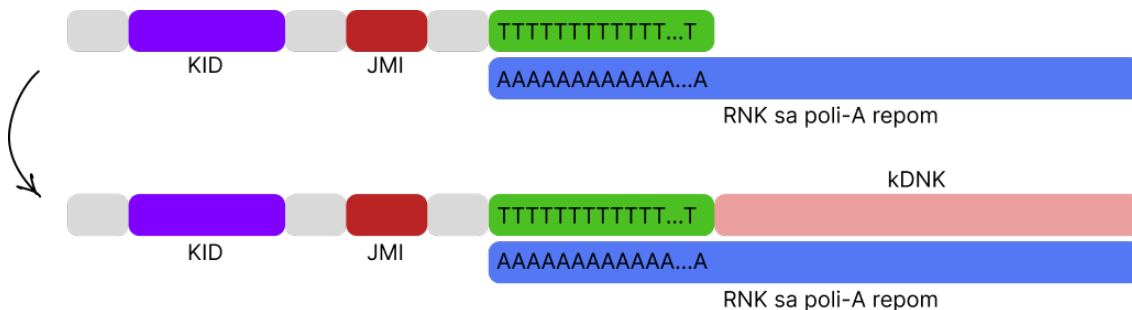 TTTTTTTTTTTT...T
KID
JMI
AAAAAAAAAAAA...A
RNK sa poli-A repom
kDNK
TTTTTTTTTTTT...T
KID
JMI
AAAAAAAAAAAA...A
RNK sa poli-A repom